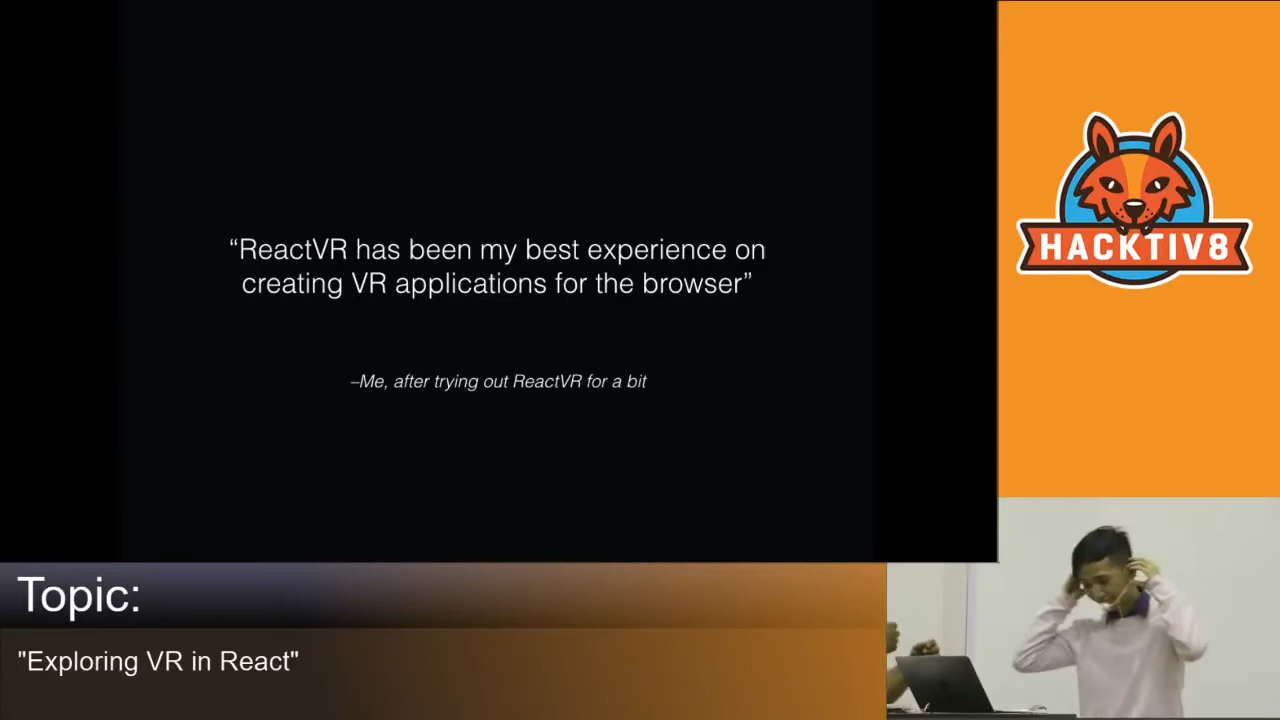 “ReactVR has been my best experience on
creating VR applications for the browser”
–Me, after trying out ReactVR for a bit
HACKTIV8
Topic:
"Exploring VR in React"